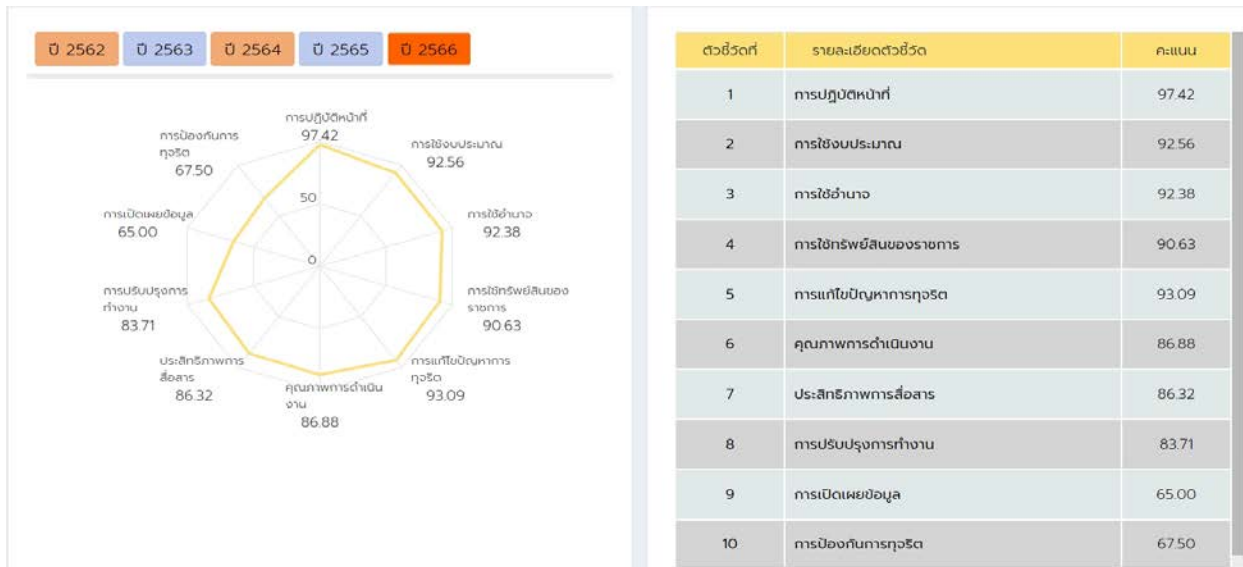 ปี 2562 ปี 2563 ปี 2564 ปี 2565 ปี 2566
การปฏิบัติหน้าที่
97.42
การใช้งบประมาณ
92.56
การใช้อำนาจ
92.38
การใช้ทรัพย์สินของ
ราชการ
90.63
การแก้ไขปัญหาการ
ทุจริต
93.09
คุณภาพการดำเนิน
งาน
86.88
ประสิทธิภาพการ
สื่อสาร
86.32
การปรับปรุงการ
ทำงาน
83.71
การเปิดเผยข้อมูล
65.00
การป้องกันการ
ทุจริต
67.50
50
0
ตัวชี้วัดที่ รายละเอียดตัวชี้วัด คะแนน
1 การปฏิบัติหน้าที่ 97.42
2 การใช้งบประมาณ 92.56
3 การใช้อำนาจ 92.38
4 การใช้ทรัพย์สินของราชการ 90.63
5 การแก้ไขปัญหาการทุจริต 93.09
6 คุณภาพการดำเนินงาน 86.88
7 ประสิทธิภาพการสื่อสาร 86.32
8 การปรับปรุงการทำงาน 83.71
9 การเปิดเผยข้อมูล 65.00
10 การป้องกันการทุจริต 67.50